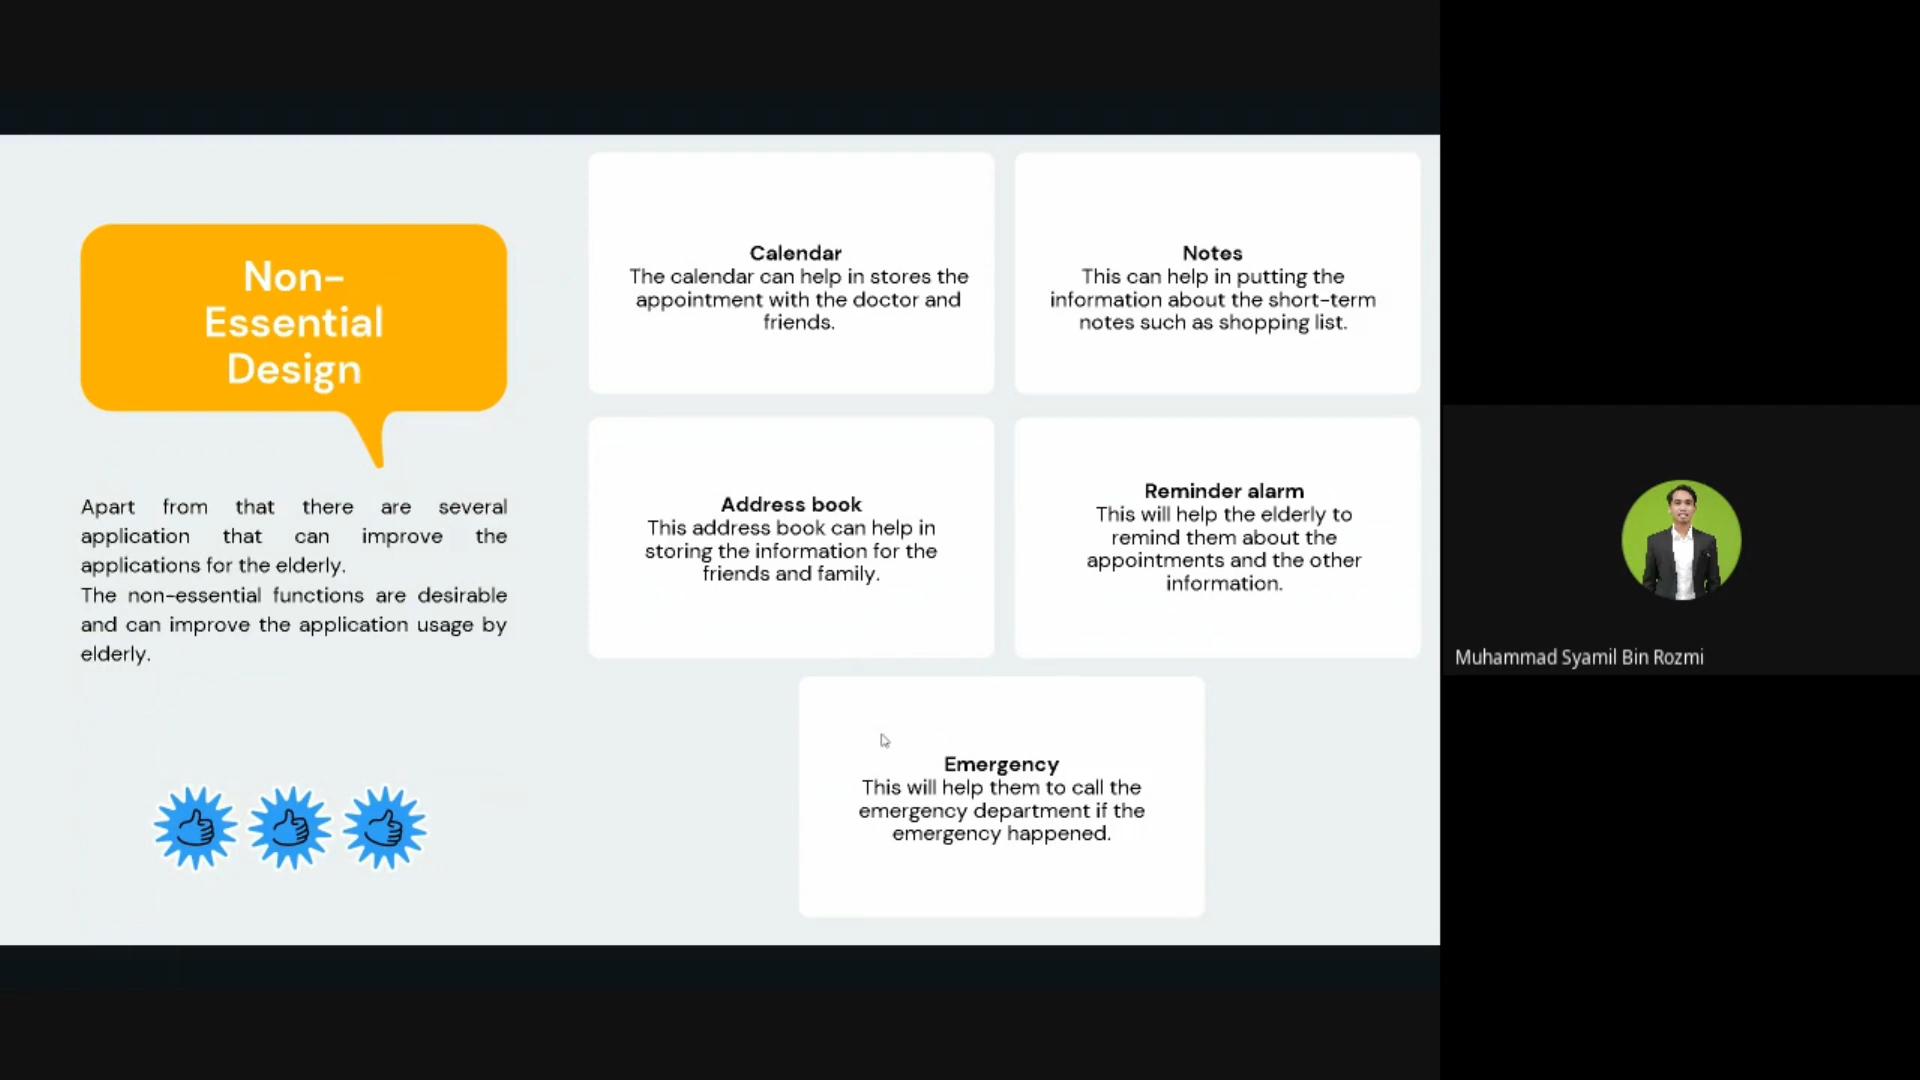 Non-
Essential
Design
Apart from that there are several
application that can improve the
applications for the elderly.
The non-essential functions are desirable
and can improve the application usage by
elderly.
Calendar
The calendar can help in stores the
appointment with the doctor and
friends.
Notes
This can help in putting the
information about the short-term
notes such as shopping list.
Address book
This address book can help in
storing the information for the
friends and family.
Reminder alarm
This will help the elderly to
remind them about the
appointments and the other
information.
Emergency
This will help them to call the
emergency department if the
emergency happened.
Muhammad Syamil Bin Rozmi